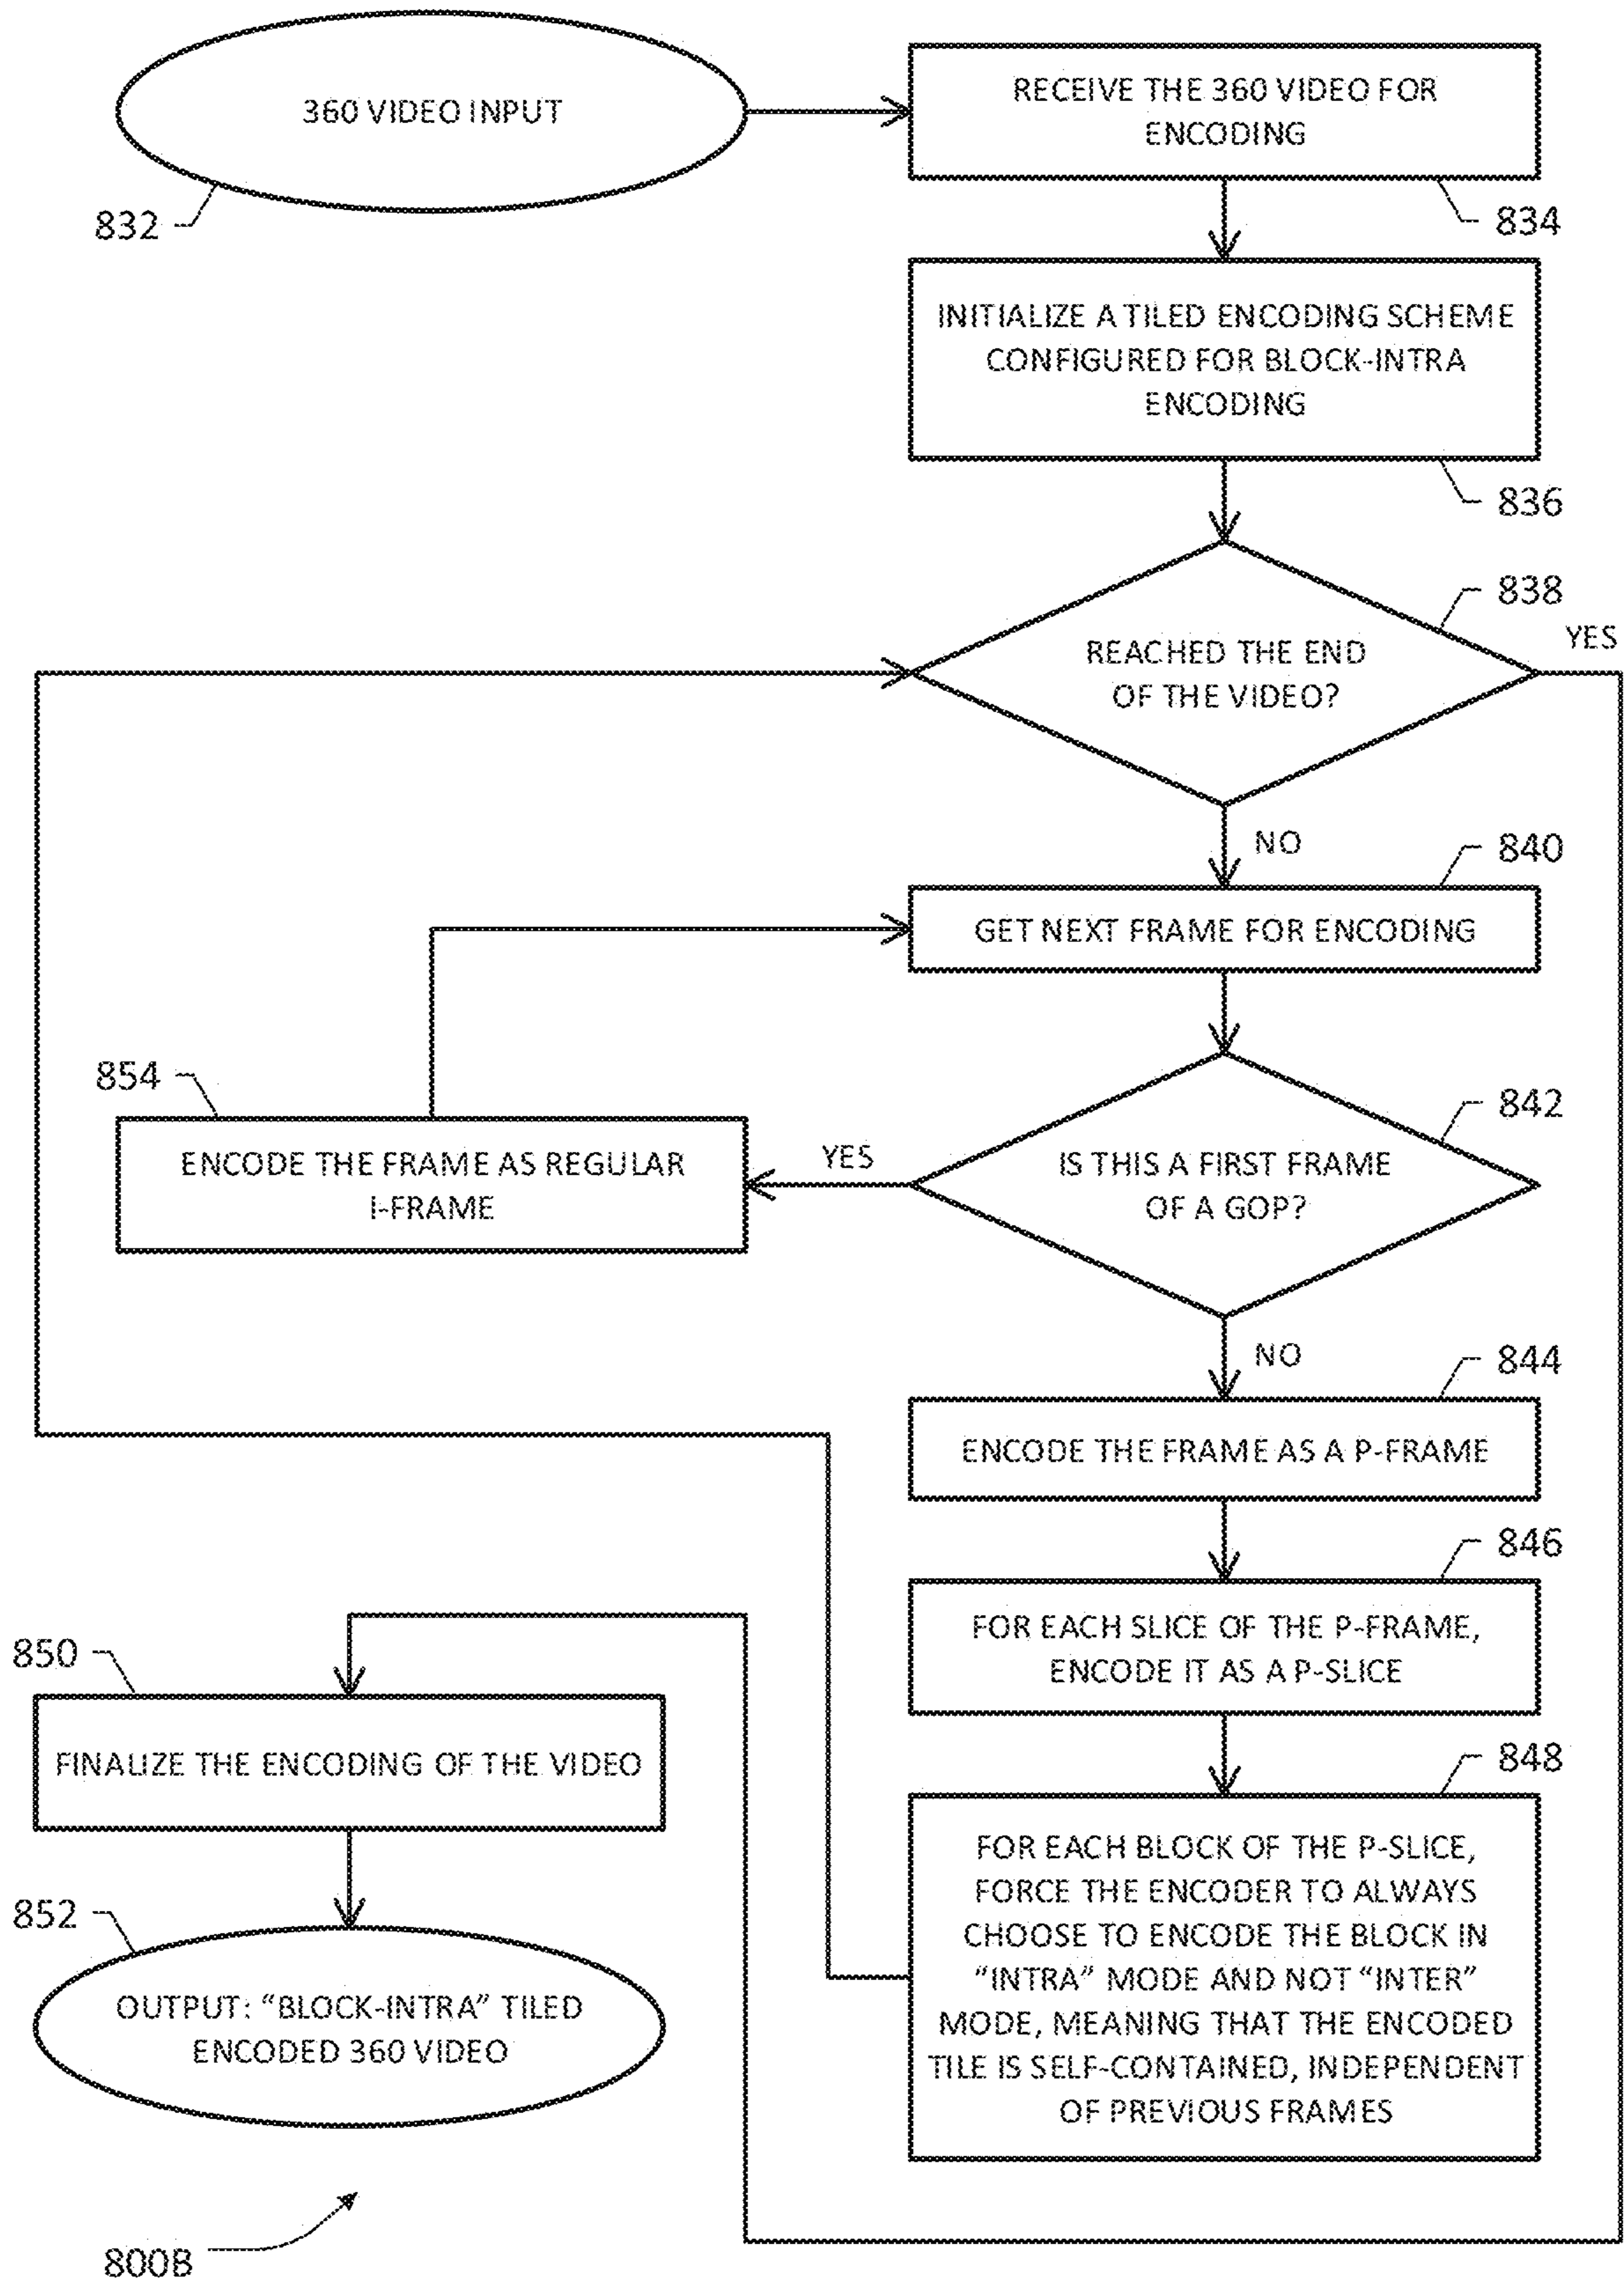 360 VIDEO INPUT
832
RECEIVE THE 360 VIDEO FOR
ENCODING
834
INITIALIZE A TILED ENCODING SCHEME
CONFIGURED FOR BLOCK-INTRA
ENCODING
836
838
YES
REACHED THE END
OF THE VIDEO?
NO
840
GET NEXT FRAME FOR ENCODING
854
ENCODE THE FRAME AS REGULAR
I-FRAME
YES
842
IS THIS A FIRST FRAME
OF A GOP?
NO
844
ENCODE THE FRAME AS A P-FRAME
846
FOR EACH SLICE OF THE P-FRAME,
ENCODE IT AS A P-SLICE
848
FOR EACH BLOCK OF THE P-SLICE,
FORCE THE ENCODER TO ALWAYS
CHOOSE TO ENCODE THE BLOCK IN
“INTRA” MODE AND NOT “INTER”
MODE, MEANING THAT THE ENCODED
TILE IS SELF-CONTAINED, INDEPENDENT
OF PREVIOUS FRAMES
850
FINALIZE THE ENCODING OF THE VIDEO
852
OUTPUT: “BLOCK-INTRA” TILED
ENCODED 360 VIDEO
800B